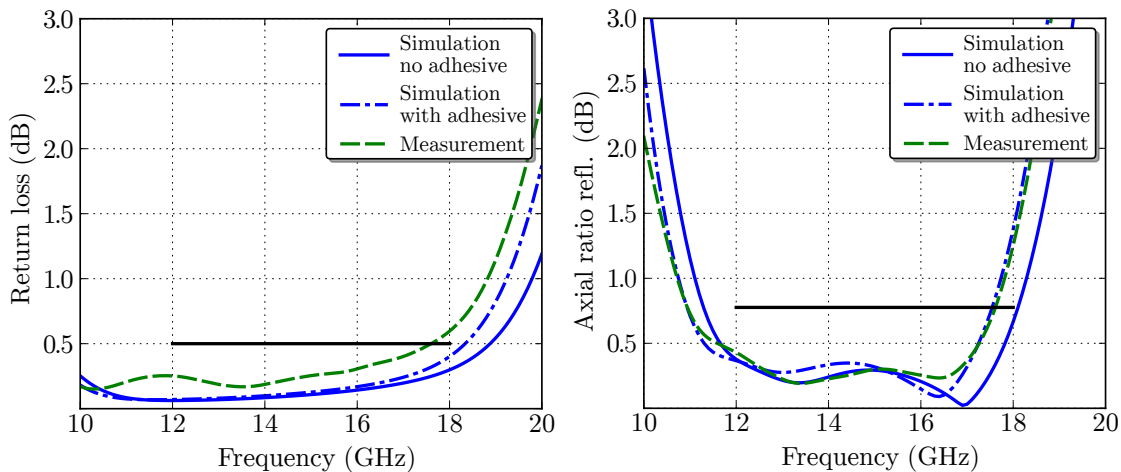 3.0
2.5
2.0
1.5
1.0
0.5
10
12
14
16
18
20
Return loss (dB)
Frequency (GHz)
Simulation
no adhesive
Simulation
with adhesive
Measurement
3.0
2.5
2.0
1.5
1.0
0.5
10
12
14
16
18
20
Axial ratio refl. (dB)
Frequency (GHz)
Simulation
no adhesive
Simulation
with adhesive
Measurement